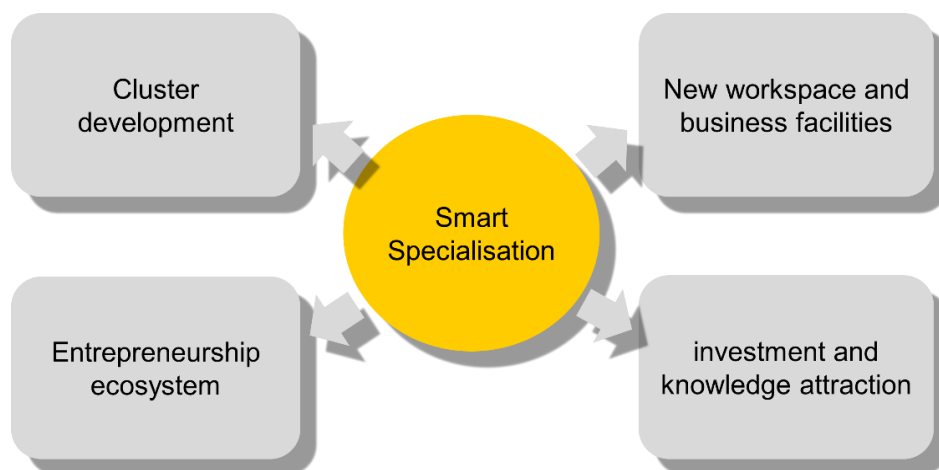 Cluster
development
New workspace and
business facilities
Smart
Specialisation
Entrepreneurship
ecosystem
investment and
knowledge attraction